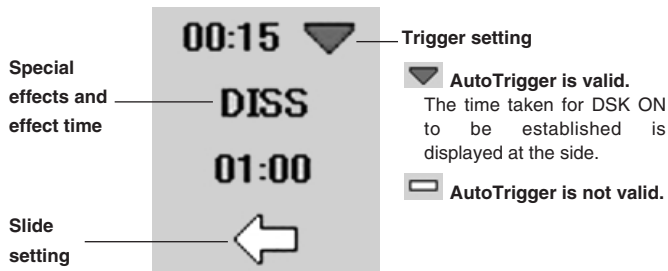 00:15
Trigger setting
Special
effects and
effect time
DISS
01:00
Slide
setting
AutoTrigger is valid.
The time taken for DSK ON
to be established is
displayed at the side.
AutoTrigger is not valid.